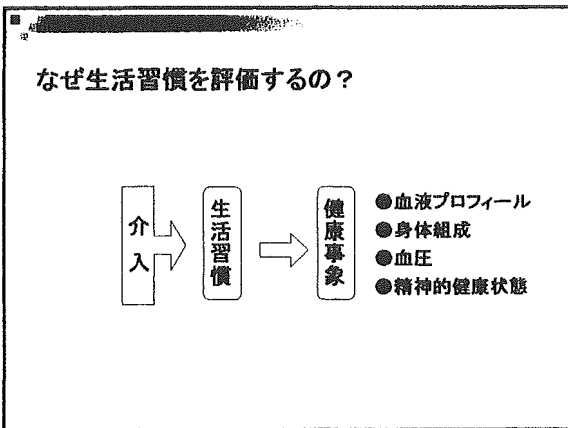 なぜ生活習慣を評価するの？
介入
生活習慣
健康事象
●血液プロフィール
●身体組成
●血圧
●精神的健康状態